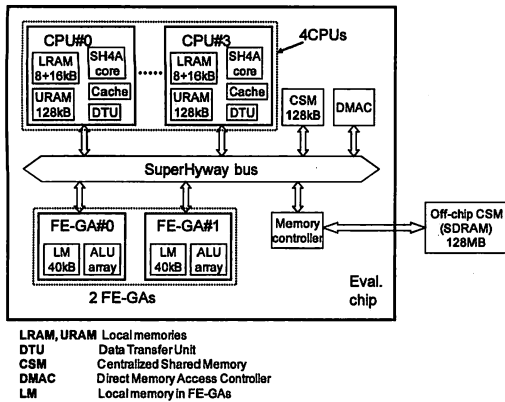 CPU#0
LRAM
8+16kB
SH4A
core
URAM
128kB
Cache
DTU
CPU#3
LRAM
8+16kB
SH4A
core
URAM
128kB
Cache
DTU
4CPUs
CSM
128kB
DMAC
SuperHyway bus
FE-GA#0
LM
40kB
ALU
array
FE-GA#1
LM
40kB
ALU
array
2 FE-GAs
Memory
controller
Off-chip CSM
(SDRAM)
128MB
Eval.
chip
LRAM, URAM Local memories
DTU Data Transfer Unit
CSM Centralized Shared Memory
DMAC Direct Memory Access Controller
LM Local memory in FE-GAs